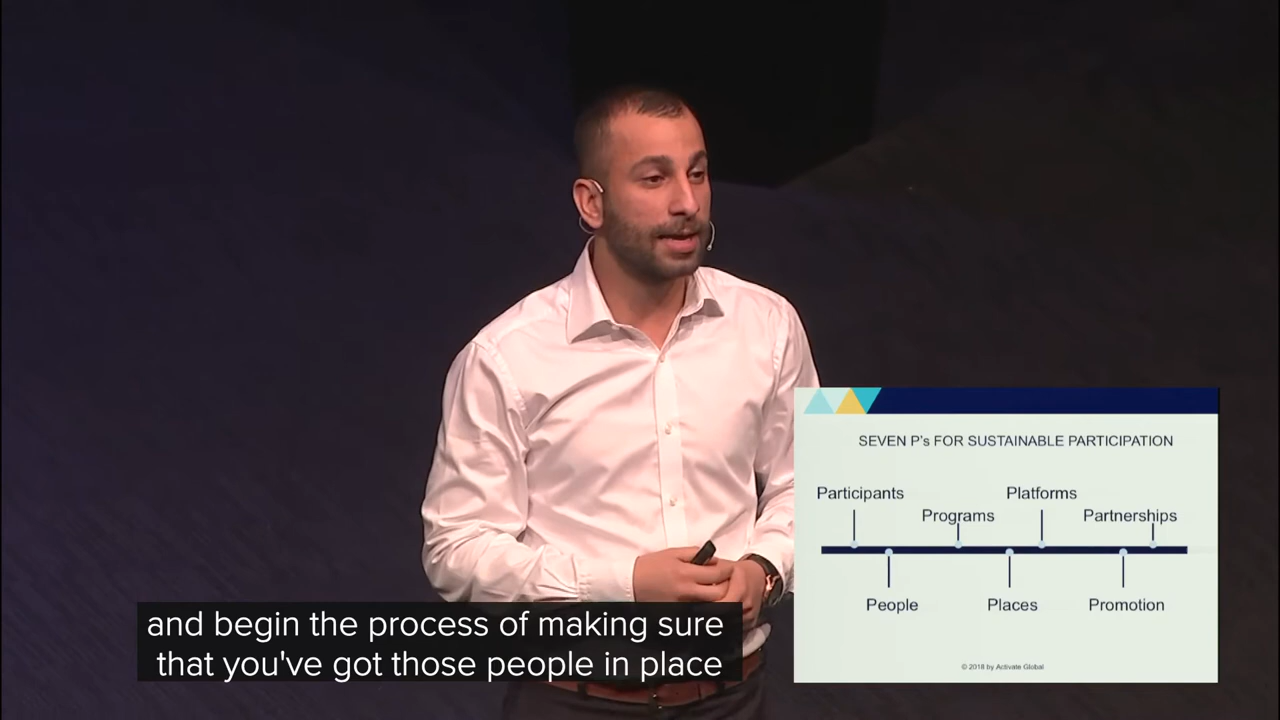 SEVEN P's FOR SUSTAINABLE PARTICIPATION
Participants
Platforms
Programs
Partnerships
People
Places
Promotion
© 2018 by Activate Global
and begin the process of making sure
that you've got those people in place